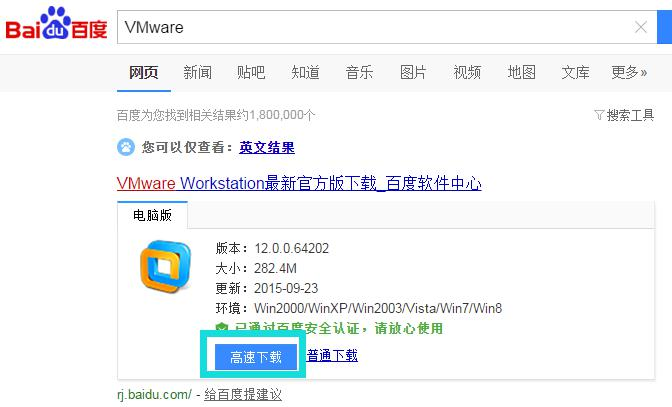 Bai du 百度
VMware
网页 新闻 贴吧 知道 音乐 图片 视频 地图 文库 更多»
百度为您找到相关结果约1,800,000个 搜索工具
您可以仅查看：英文结果
VMware Workstation最新官方版下载_百度软件中心
电脑版
版本：12.0.0.64202
大小：282.4M
更新：2015-09-23
环境：Win2000/WinXP/Win2003/Vista/Win7/Win8
已通过百度安全认证，请放心使用
高速下载 普通下载
rj.baidu.com/ - 给百度提建议